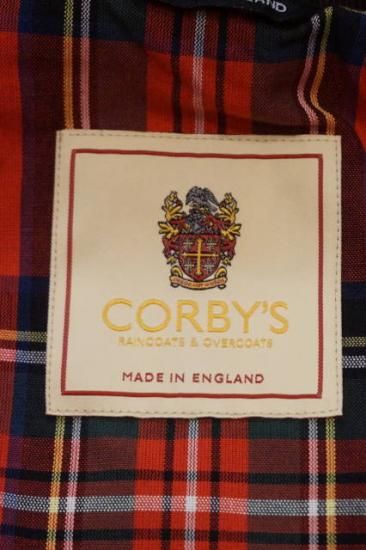 CORBY'S
RAINCOATS & OVERCOATS
MADE IN ENGLAND